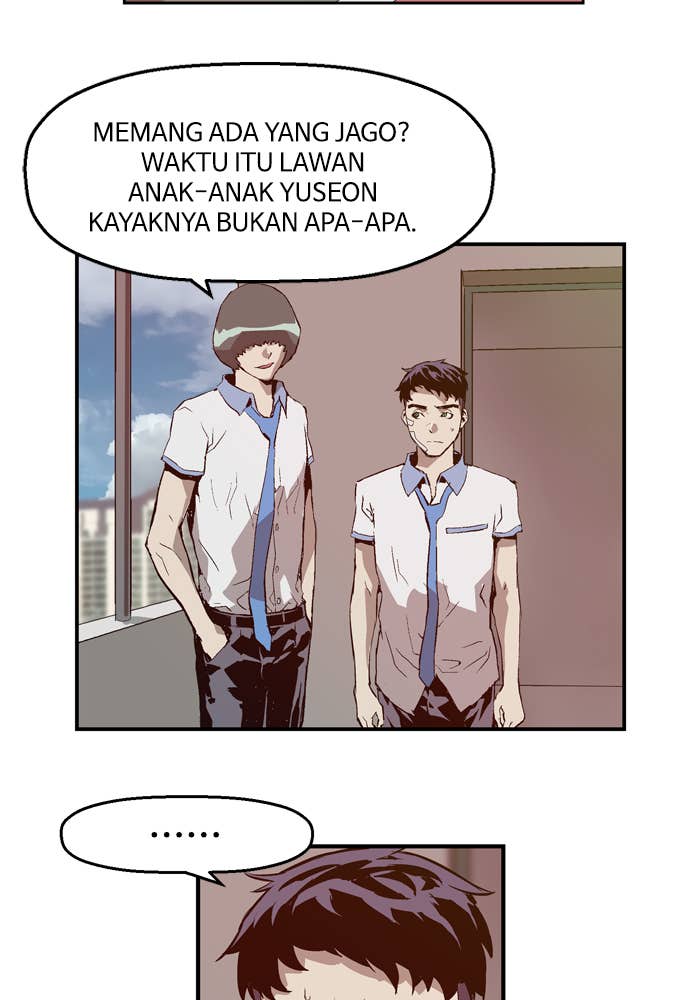 MEMANG ADA YANG JAGO?
WAKTU ITU LAWAN
ANAK-ANAK YUSEON
KAYAKNYA BUKAN APA-APA.
······